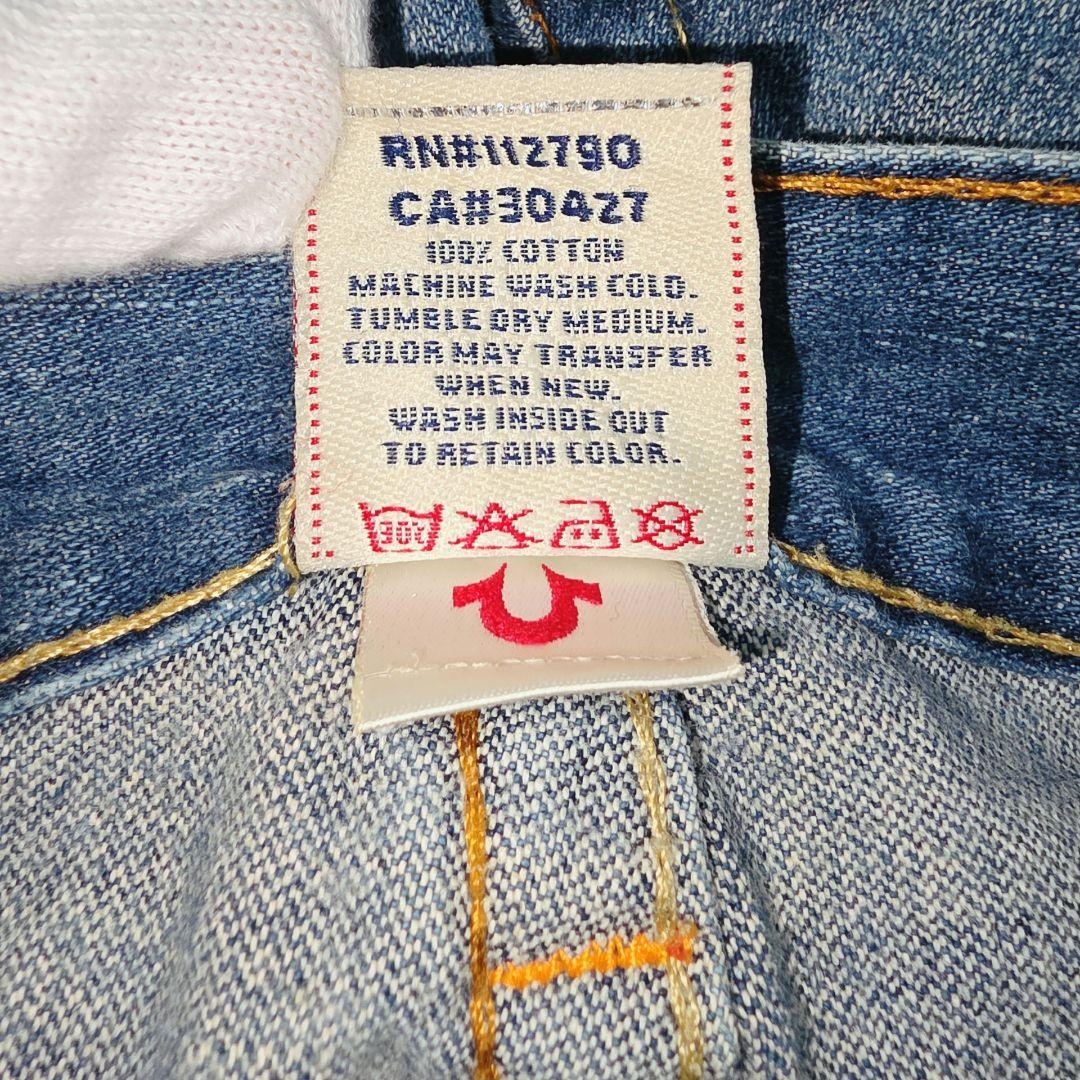 RN#112790
CA#30427
100% COTTON
MACHINE WASH COLD.
TUMBLE DRY MEDIUM.
COLOR MAY TRANSFER
WHEN NEW.
WASH INSIDE OUT
TO RETAIN COLOR.
30%